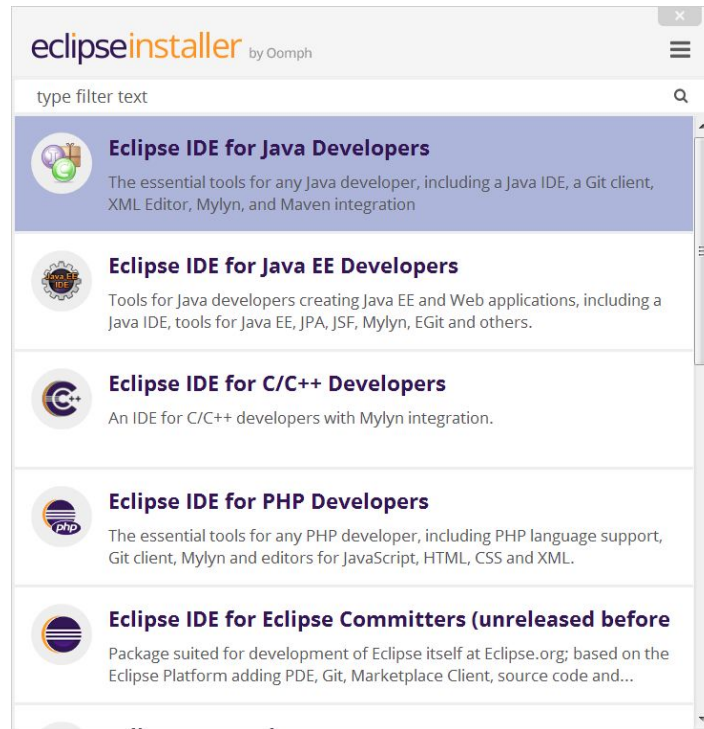 eclipseinstaller by Oomph
type filter text
Eclipse IDE for Java Developers
The essential tools for any Java developer, including a Java IDE, a Git client,
XML Editor, Mylyn, and Maven integration
Java EE
IDE
Eclipse IDE for Java EE Developers
Tools for Java developers creating Java EE and Web applications, including a
Java IDE, tools for Java EE, JPA, JSF, Mylyn, EGit and others.
C++
Eclipse IDE for C/C++ Developers
An IDE for C/C++ developers with Mylyn integration.
php
Eclipse IDE for PHP Developers
The essential tools for any PHP developer, including PHP language support,
Git client, Mylyn and editors for JavaScript, HTML, CSS and XML.
Eclipse IDE for Eclipse Committers (unreleased before
Package suited for development of Eclipse itself at Eclipse.org; based on the
Eclipse Platform adding PDE, Git, Marketplace Client, source code and...